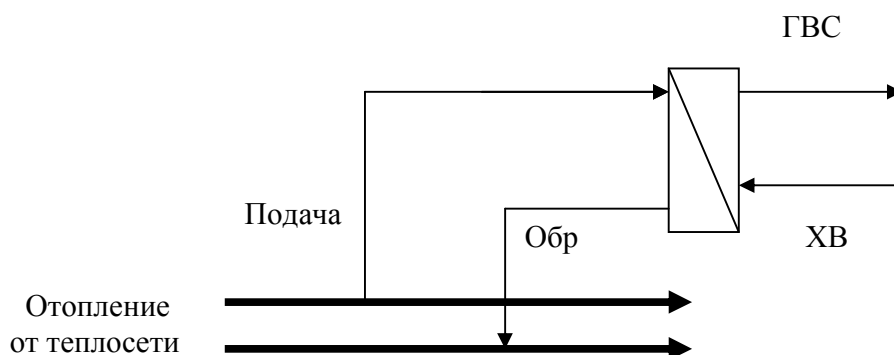 ГВС
Подача
Обр
ХВ
Отопление
от теплосети